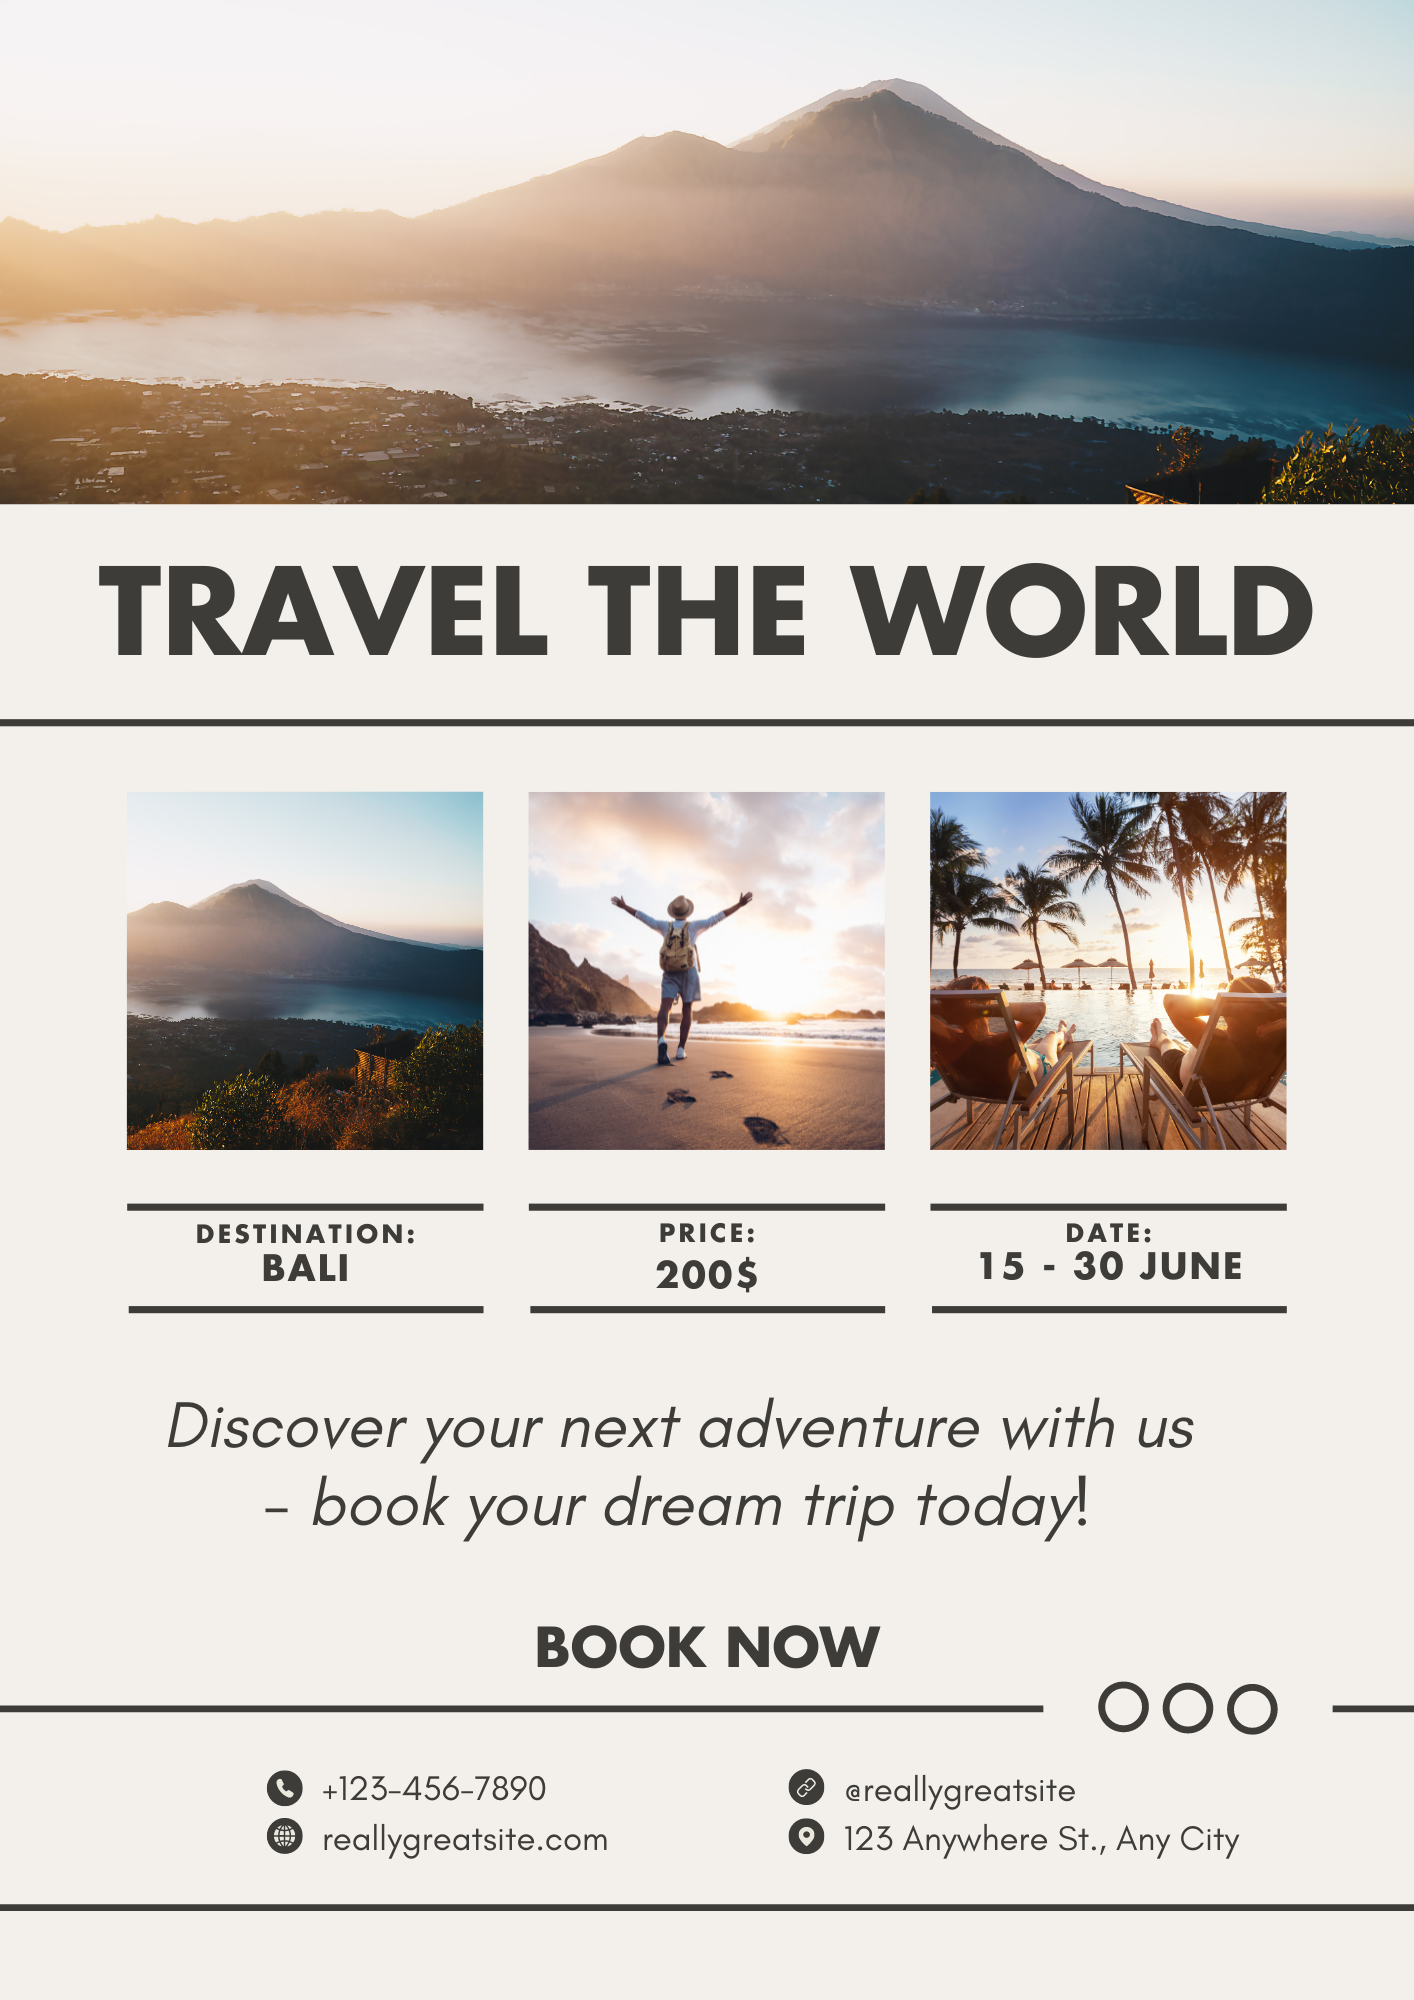 TRAVEL THE WORLD
DESTINATION:
BALI
PRICE:
200$
DATE:
15 - 30 JUNE
Discover your next adventure with us
- book your dream trip today!
BOOK NOW
+123-456-7890
reallygreatsite.com
@reallygreatsite
123 Anywhere St., Any City